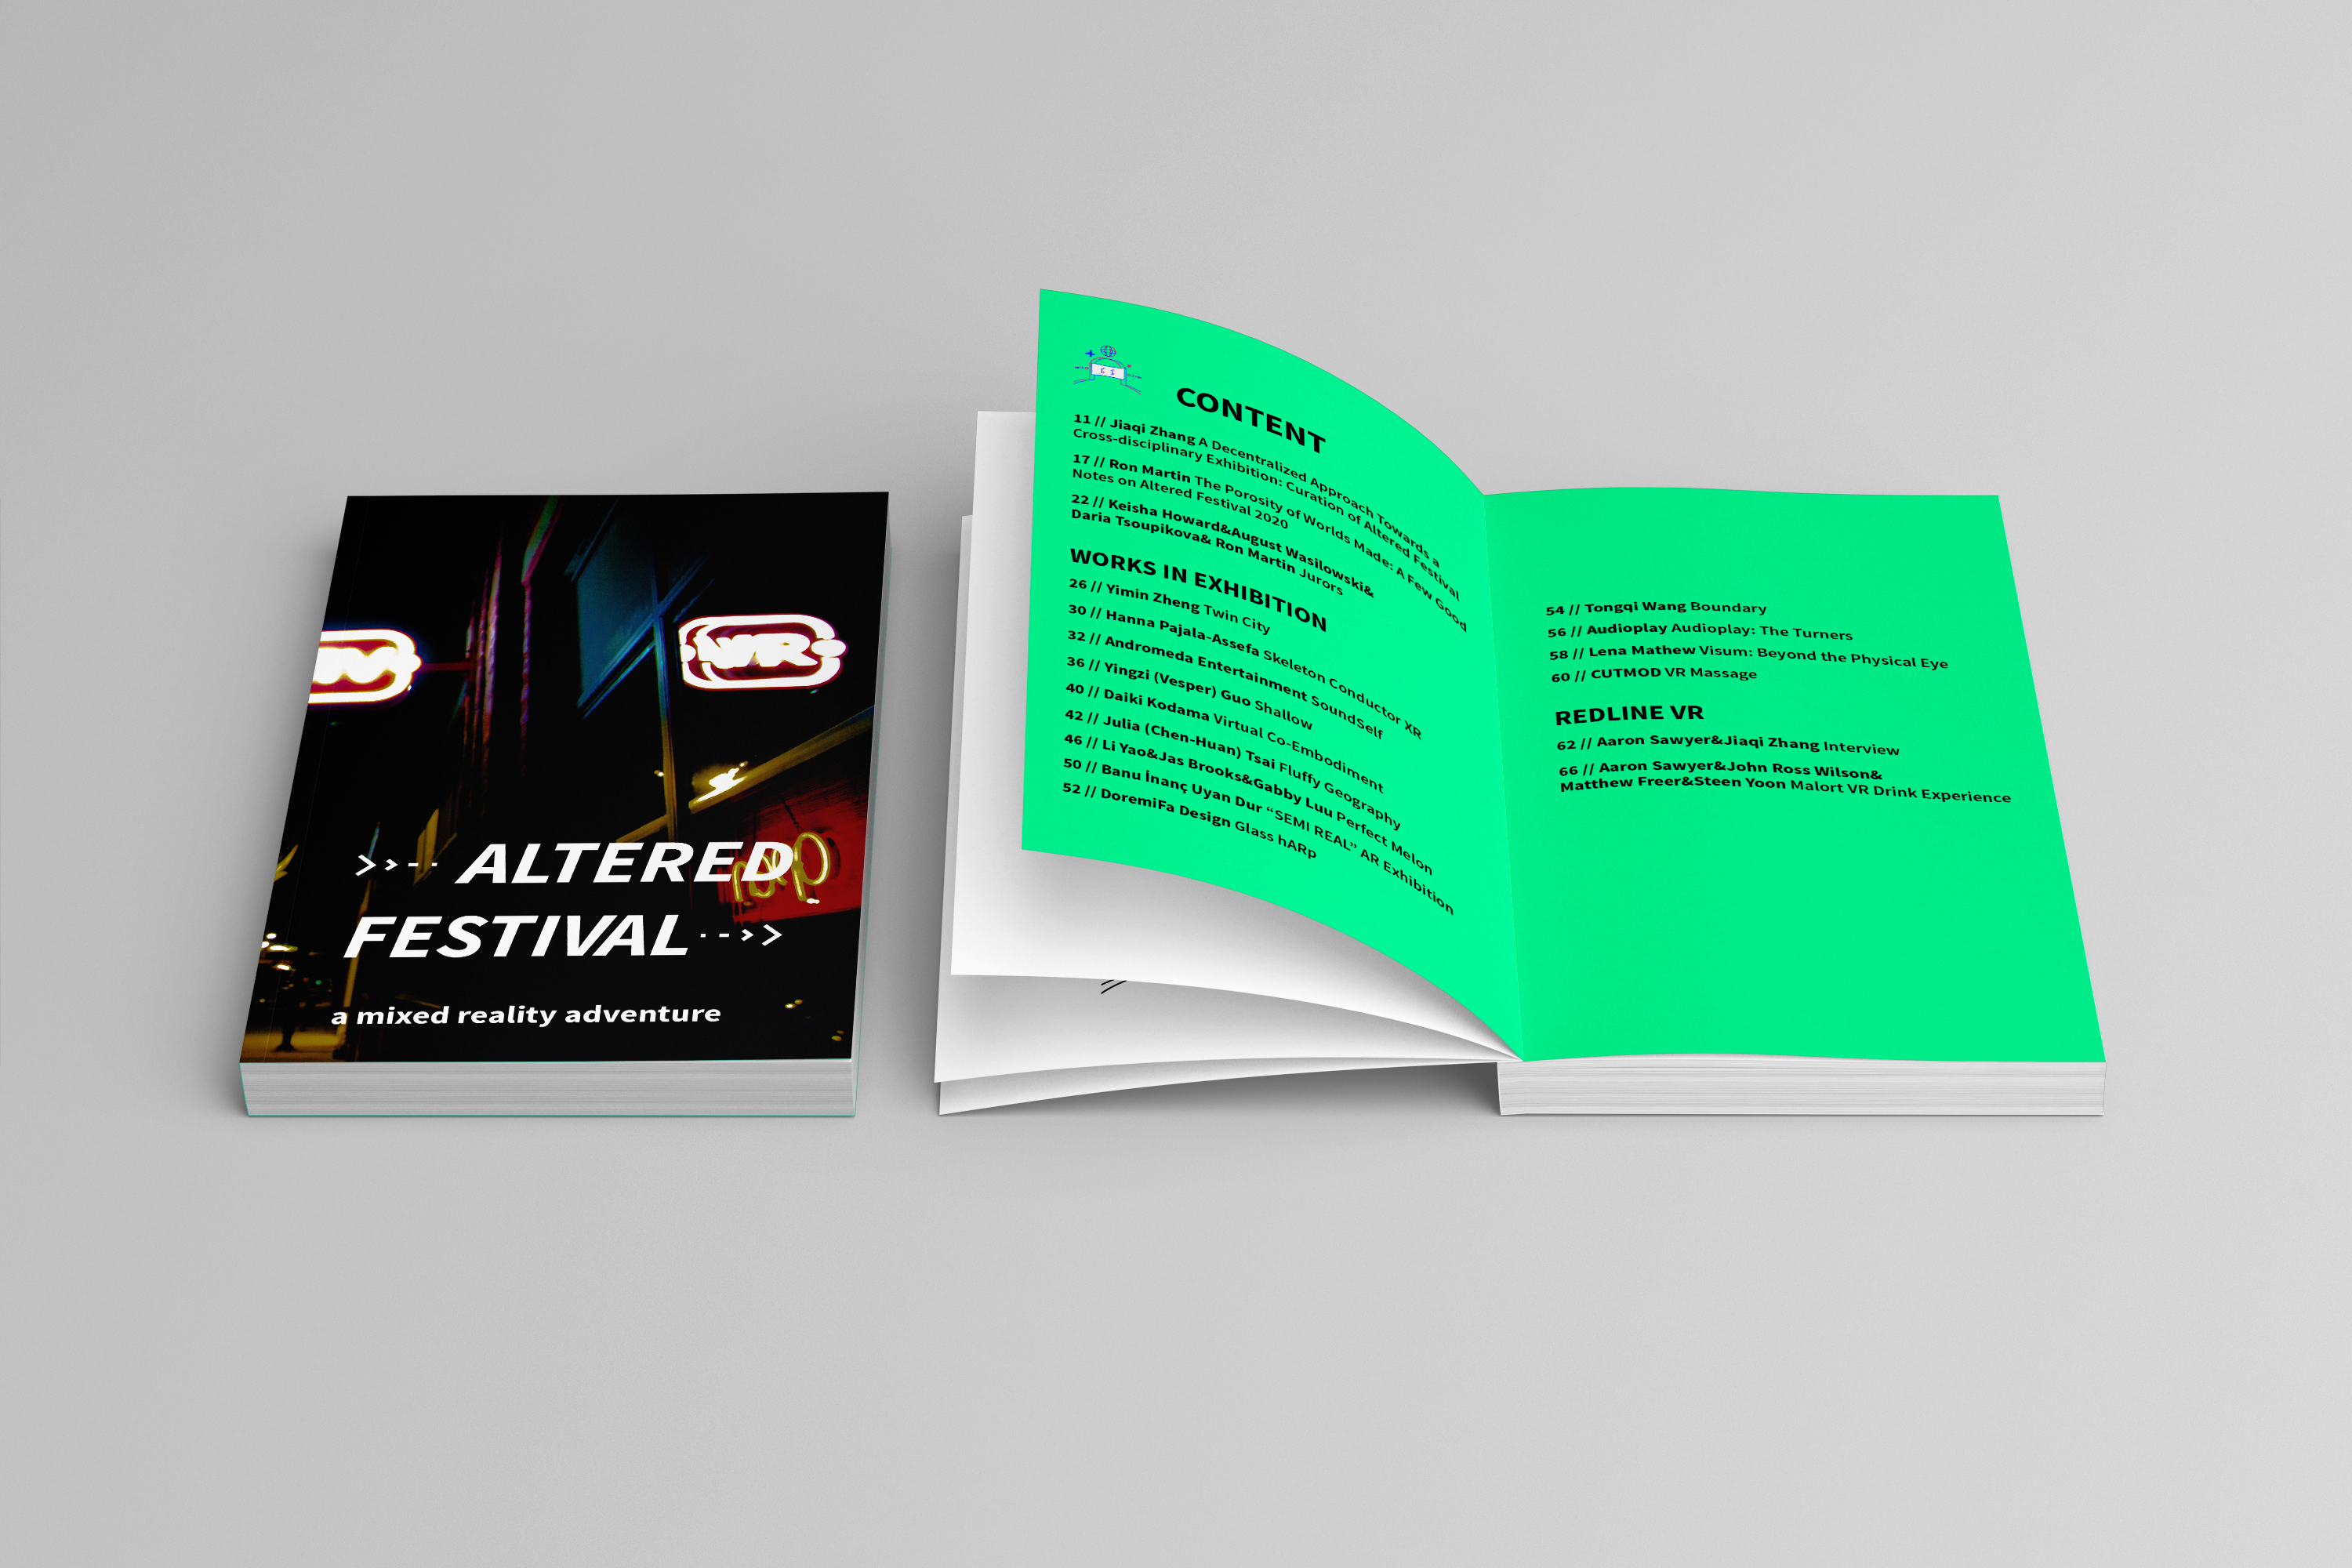 VR
ALTERED
FESTIVAL
a mixed reality adventure
CONTENT
11 // Jiaqi Zhang A Decentralized Approach Towards a
Cross-disciplinary Exhibition: Curation of Altered Festival
17 // Ron Martin The Porosity of Worlds Made: A Few Good
Notes on Altered Festival 2020
22 // Keisha Howard&August Wasilowski&
Daria Tsoupikova& Ron Martin Jurors
WORKS IN EXHIBITION
26 // Yimin Zheng Twin City
30 // Hanna Pajala-Assefa Skeleton Conductor XR
32 // Andromeda Entertainment SoundSelf
36 // Yingzi (Vesper) Guo Shallow
40 // Daiki Kodama Virtual Co-Embodiment
42 // Julia (Chen-Huan) Tsai Fluffy Geography
46 // Li Yao&Jas Brooks&Gabby Luu Perfect Melon
50 // Banu İnanç Uyan Dur “SEMI REAL” AR Exhibition
52 // DoremiFa Design Glass hARp
54 // Tongqi Wang Boundary
56 // Audioplay Audioplay: The Turners
58 // Lena Mathew Visum: Beyond the Physical Eye
60 // CUTMOD VR Massage
REDLINE VR
62 // Aaron Sawyer&Jiaqi Zhang Interview
66 // Aaron Sawyer&John Ross Wilson&
Matthew Freer&Steen Yoon Malort VR Drink Experience